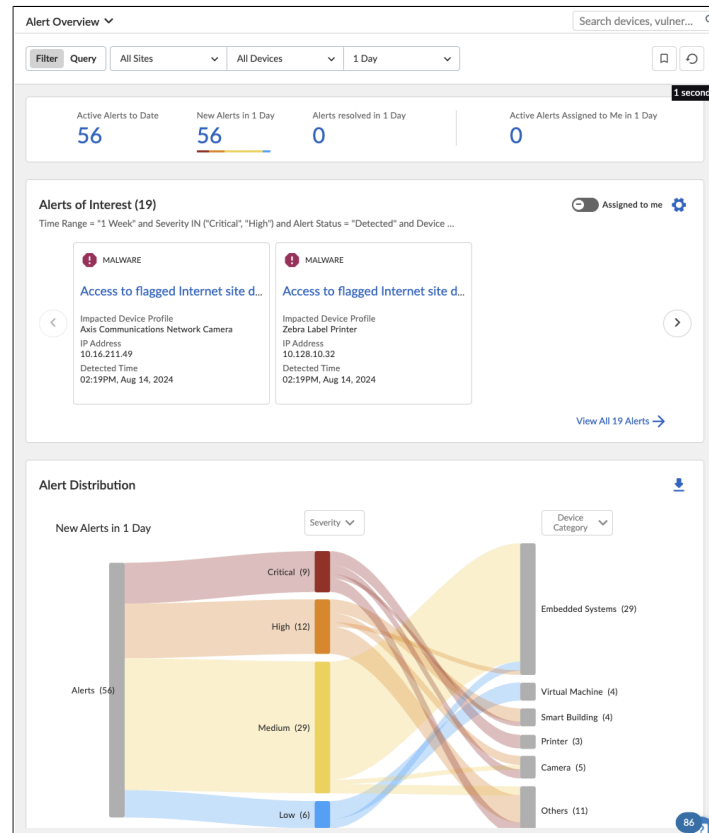 Alert Overview
Search devices, vulner...
Filter Query All Sites All Devices 1 Day
1 second
Active Alerts to Date New Alerts in 1 Day Alerts resolved in 1 Day Active Alerts Assigned to Me in 1 Day
56 56 0 0
Alerts of Interest (19) Assigned to me
Time Range = "1 Week" and Severity IN ("Critical", "High") and Alert Status = "Detected" and Device ...
MALWARE
Access to flagged Internet site d...
Impacted Device Profile
Axis Communications Network Camera
IP Address
10.16.211.49
Detected Time
02:19PM, Aug 14, 2024
MALWARE
Access to flagged Internet site d...
Impacted Device Profile
Zebra Label Printer
IP Address
10.128.10.32
Detected Time
02:19PM, Aug 14, 2024
View All 19 Alerts
Alert Distribution
New Alerts in 1 Day
Severity
Device
Category
Alerts (56)
Critical (9)
High (12)
Medium (29)
Low (6)
Embedded Systems (29)
Virtual Machine (4)
Smart Building (4)
Printer (3)
Camera (5)
Others (11)
86